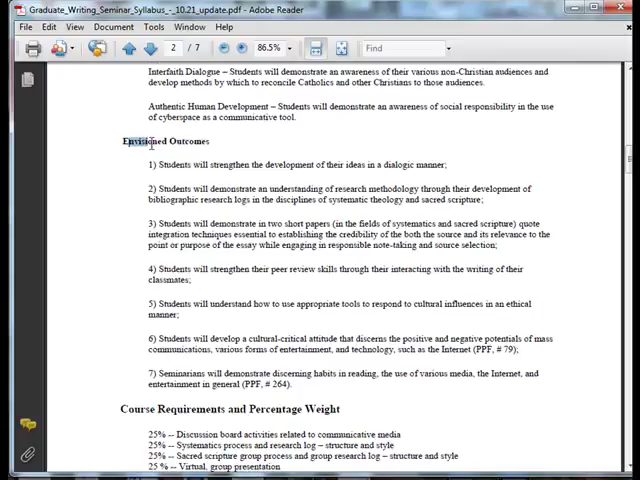 Graduate_Writing_Seminar_Syllabus_-_10.21_update.pdf - Adobe Reader
File Edit View Document Tools Window Help
2 / 7 86.5% Find
Interfaith Dialogue – Students will demonstrate an awareness of their various non-Christian audiences and
develop methods by which to reconcile Catholics and other Christians to those audiences.
Authentic Human Development – Students will demonstrate an awareness of social responsibility in the use
of cyberspace as a communicative tool.
Envisioned Outcomes
1) Students will strengthen the development of their ideas in a dialogic manner;
2) Students will demonstrate an understanding of research methodology through their development of
bibliographic research logs in the disciplines of systematic theology and sacred scripture;
3) Students will demonstrate in two short papers (in the fields of systematics and sacred scripture) quote
integration techniques essential to establishing the credibility of the both the source and its relevance to the
point or purpose of the essay while engaging in responsible note-taking and source selection;
4) Students will strengthen their peer review skills through their interacting with the writing of their
classmates;
5) Students will understand how to use appropriate tools to respond to cultural influences in an ethical
manner;
6) Students will develop a cultural-critical attitude that discerns the positive and negative potentials of mass
communications, various forms of entertainment, and technology, such as the Internet (PPF, # 79);
7) Seminarians will demonstrate discerning habits in reading, the use of various media, the Internet, and
entertainment in general (PPF, # 264).
Course Requirements and Percentage Weight
25% -- Discussion board activities related to communicative media
25% -- Systematics process and research log – structure and style
25% -- Sacred scripture group process and group research log – structure and style
25 % -- Virtual, group presentation